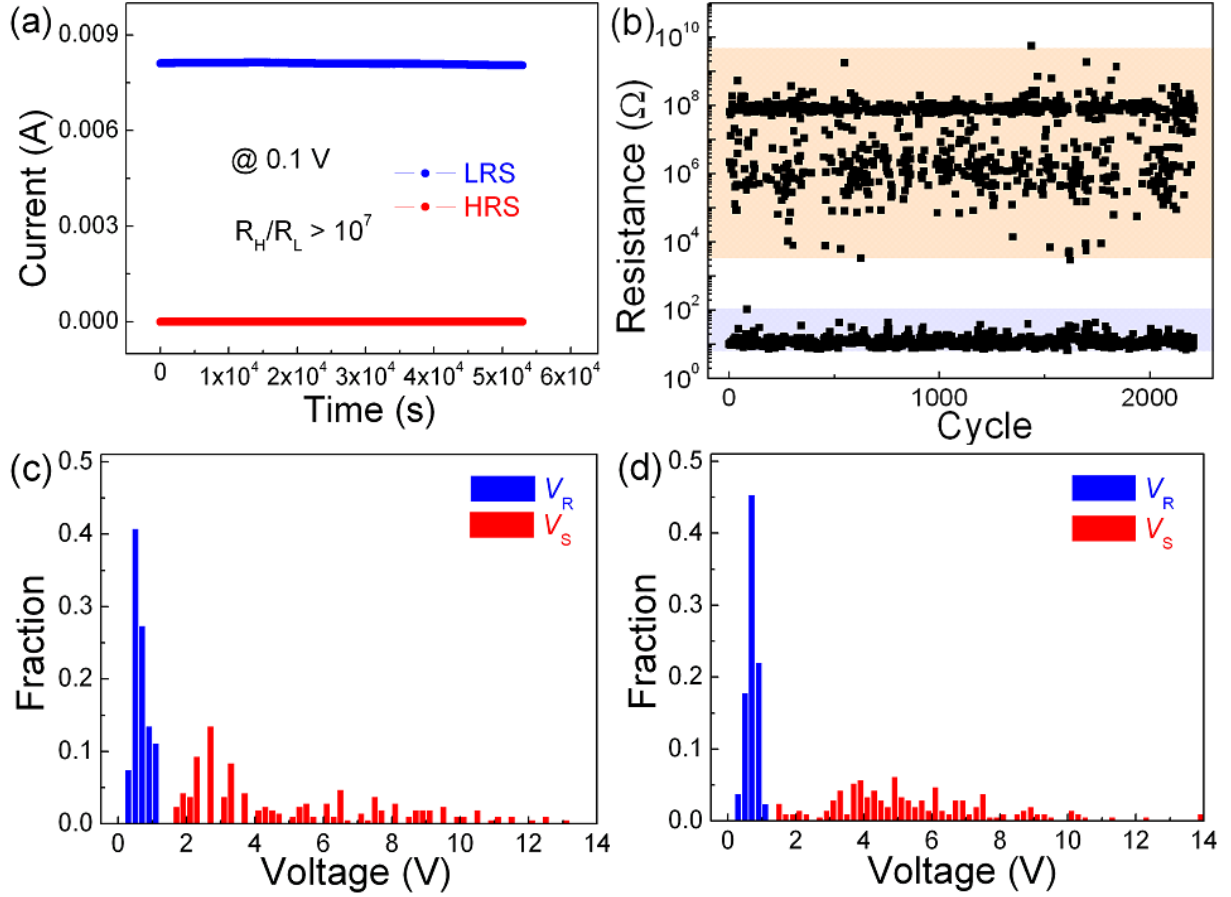 (a)
0.009
0.006
0.003
0.000
Current (A)
@ 0.1 V
R_H/R_L > 10^7
LRS
HRS
0 1x10^4 2x10^4 3x10^4 4x10^4 5x10^4 6x10^4
Time (s)
(b)
10^10
10^8
10^6
10^4
10^2
10^0
Resistance (Ω)
0 1000 2000
Cycle
(c)
0.5
0.4
0.3
0.2
0.1
0.0
Fraction
V_R
V_S
0 2 4 6 8 10 12 14
Voltage (V)
(d)
0.5
0.4
0.3
0.2
0.1
0.0
Fraction
V_R
V_S
0 2 4 6 8 10 12 14
Voltage (V)